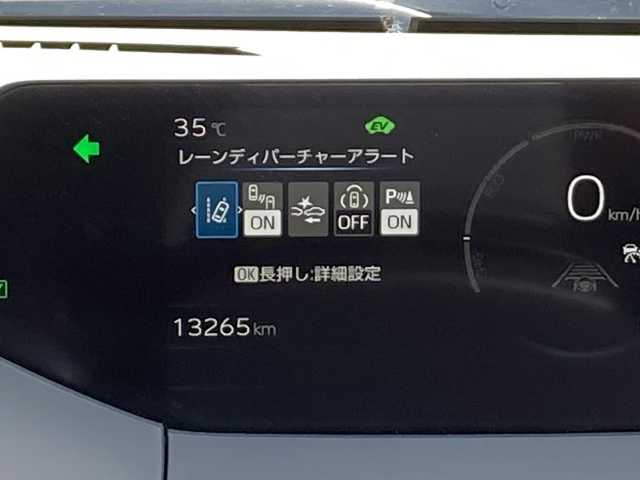 35℃
EV
レーンディパーチャーアラート
ON OFF P ON
OK長押し:詳細設定
13265km
PWR
0
km/h